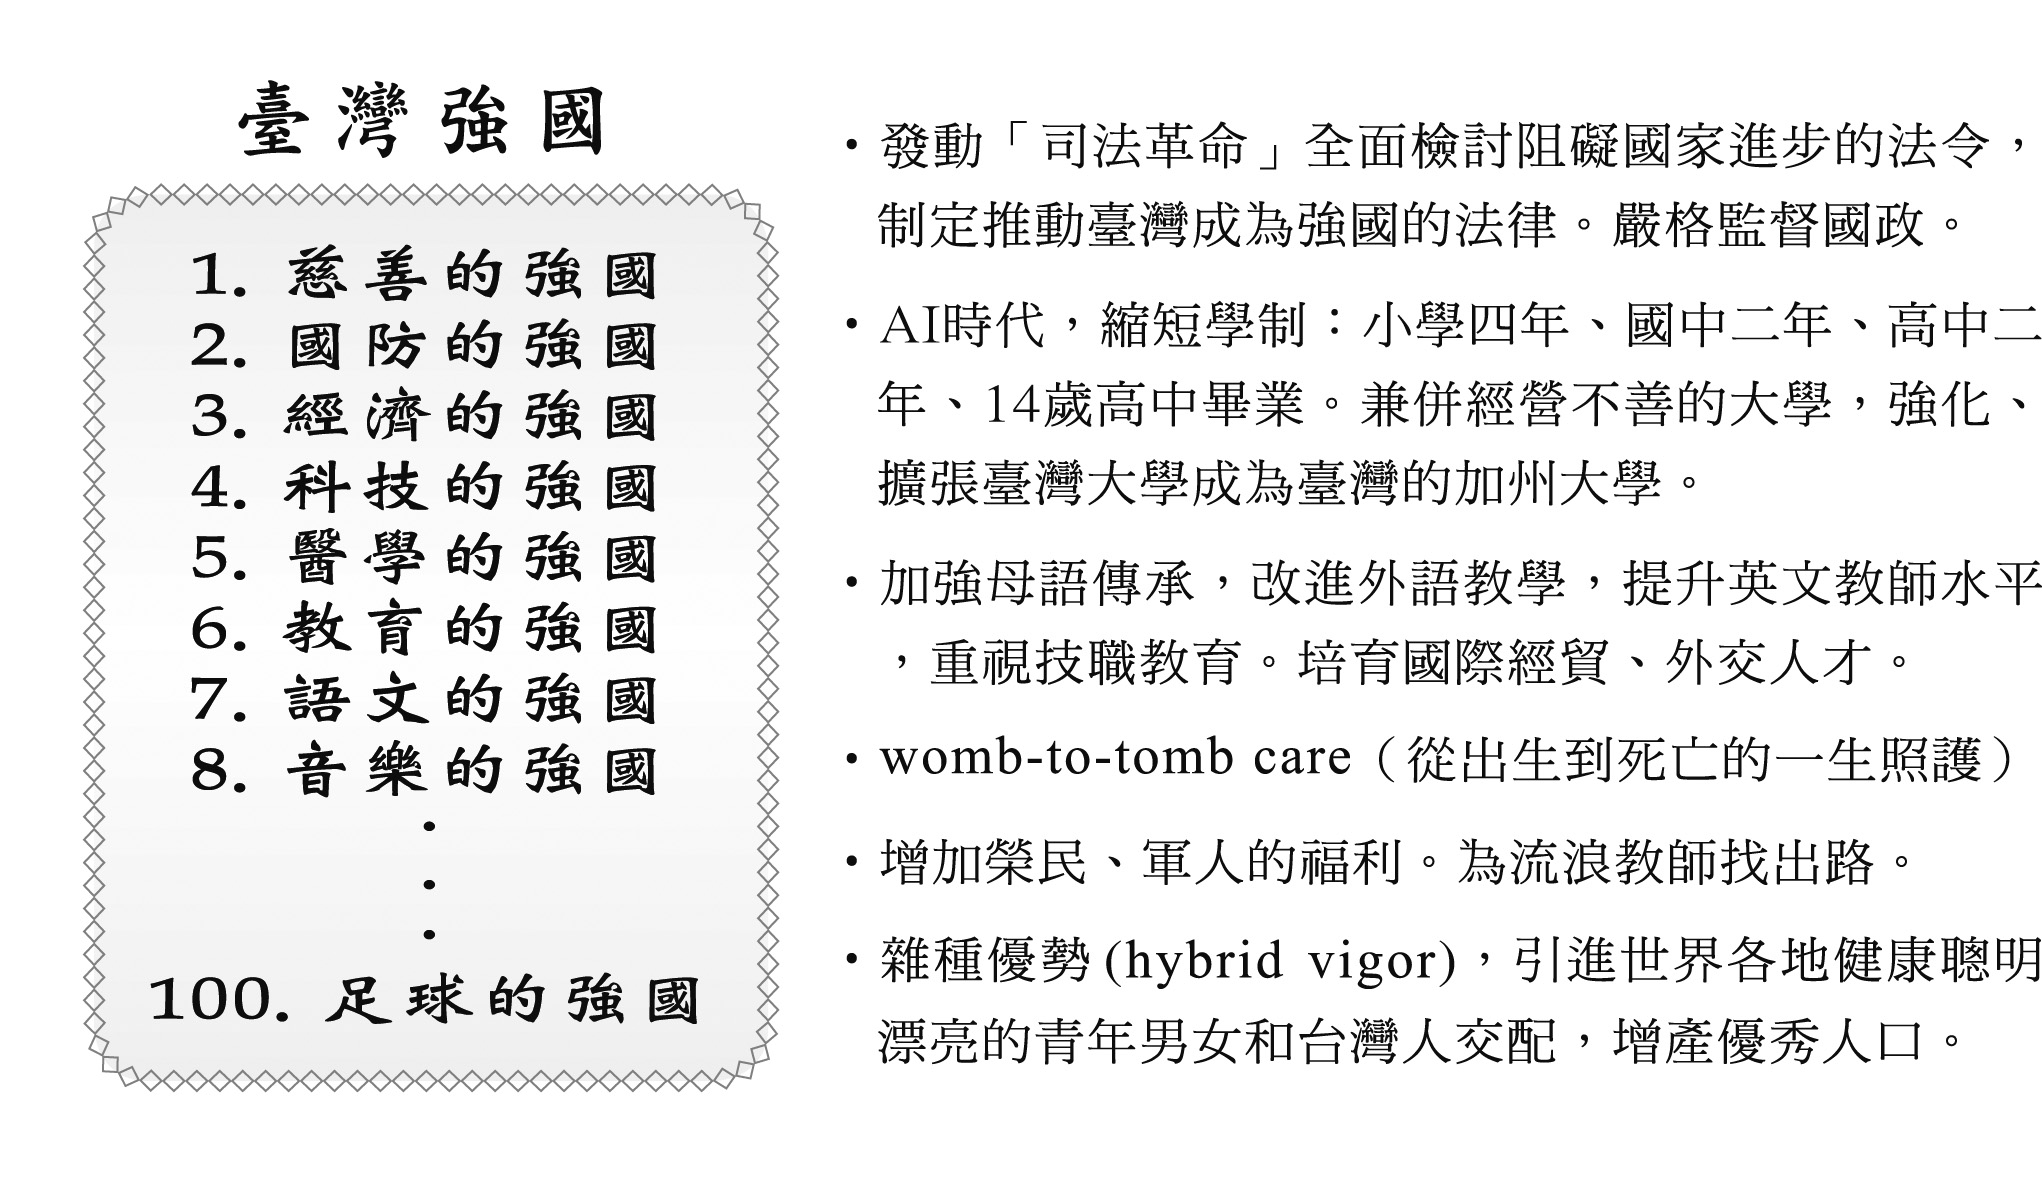 臺灣強國
1. 慈善的強國
2. 國防的強國
3. 經濟的強國
4. 科技的強國
5. 醫學的強國
6. 教育的強國
7. 語文的強國
8. 音樂的強國
·
·
·
100. 足球的強國
・發動「司法革命」全面檢討阻礙國家進步的法令，
制定推動臺灣成為強國的法律。嚴格監督國政。
・AI時代，縮短學制：小學四年、國中二年、高中二
年、14歲高中畢業。兼併經營不善的大學，強化、
擴張臺灣大學成為臺灣的加州大學。
・加強母語傳承，改進外語教學，提升英文教師水平
，重視技職教育。培育國際經貿、外交人才。
・womb-to-tomb care（從出生到死亡的一生照護）
・增加榮民、軍人的福利。為流浪教師找出路。
・雜種優勢 (hybrid vigor)，引進世界各地健康聰明
漂亮的青年男女和台灣人交配，增產優秀人口。